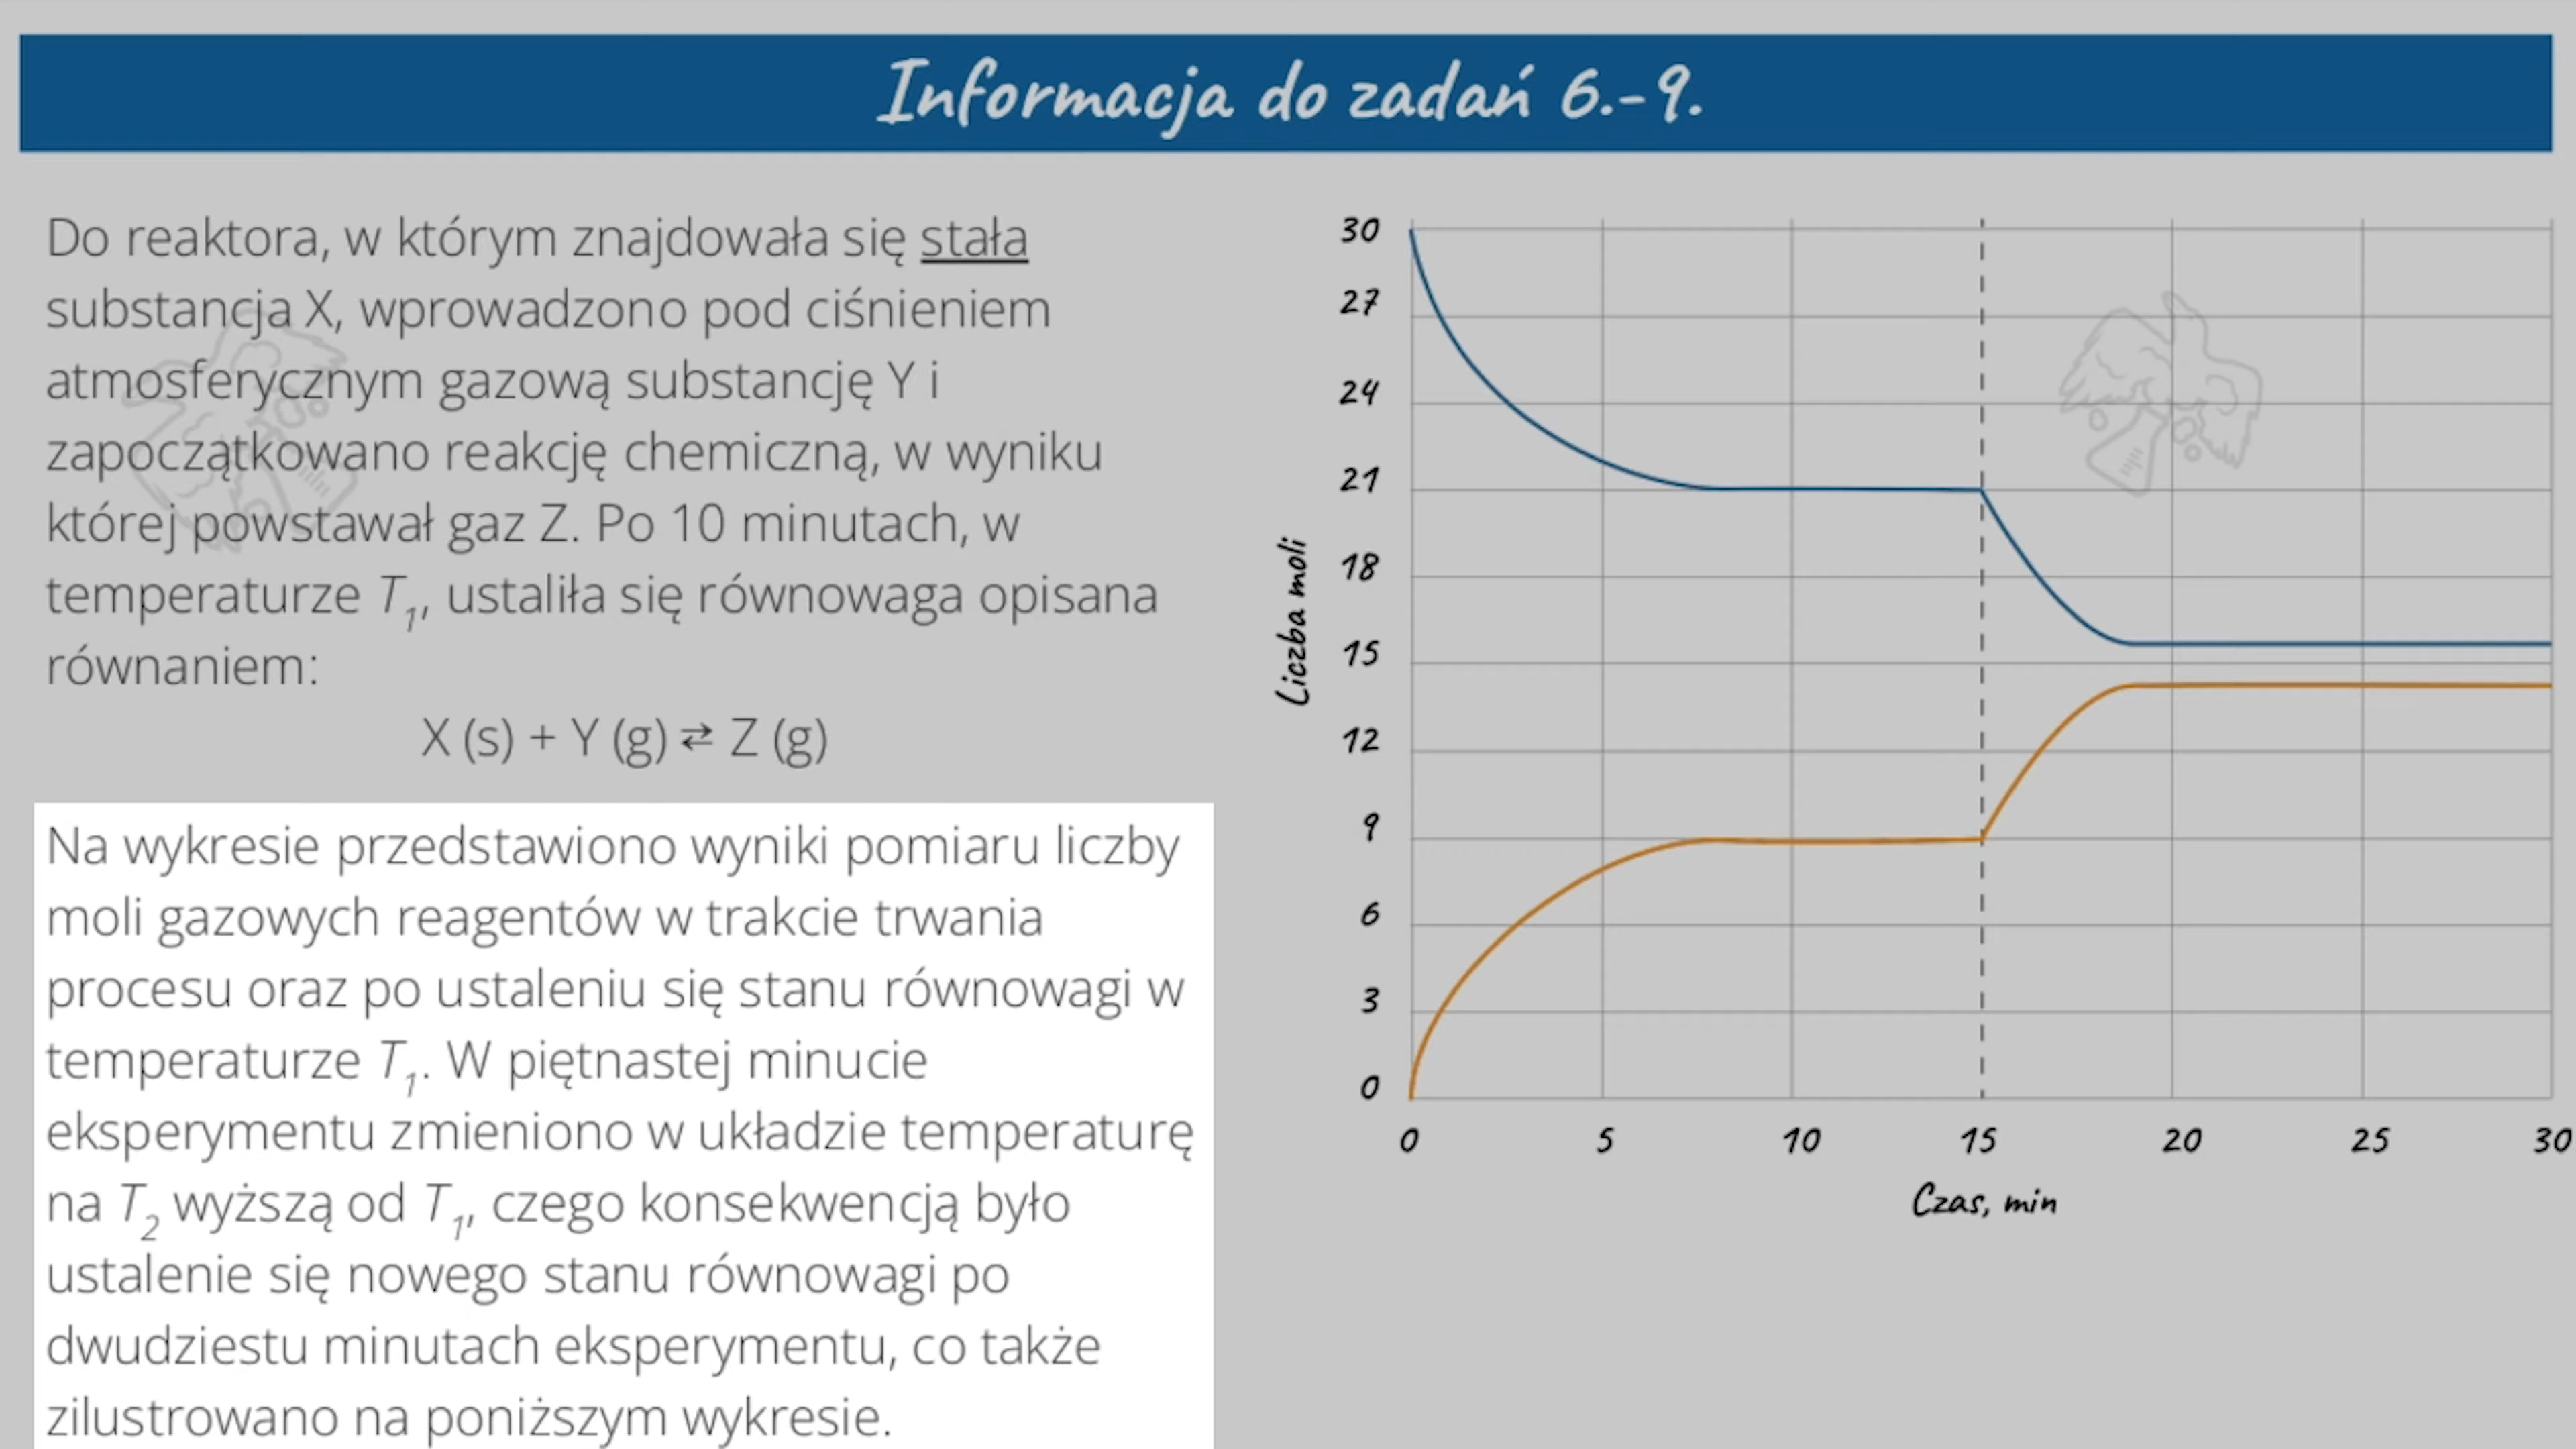 Informacja do zadań 6.-9.
Do reaktora, w którym znajdowała się stała
substancja X, wprowadzono pod ciśnieniem
atmosferycznym gazową substancję Y i
zapoczątkowano reakcję chemiczną, w wyniku
której powstawał gaz Z. Po 10 minutach, w
temperaturze T₁, ustaliła się równowaga opisana
równaniem:
X (s) + Y (g) ⇄ Z (g)
Na wykresie przedstawiono wyniki pomiaru liczby
moli gazowych reagentów w trakcie trwania
procesu oraz po ustaleniu się stanu równowagi w
temperaturze T₁. W piętnastej minucie
eksperymentu zmieniono w układzie temperaturę
na T₂ wyższą od T₁, czego konsekwencją było
ustalenie się nowego stanu równowagi po
dwudziestu minutach eksperymentu, co także
zilustrowano na poniższym wykresie.
Liczba moli
30
27
24
21
18
15
12
9
6
3
0
0 5 10 15 20 25 30
Czas, min